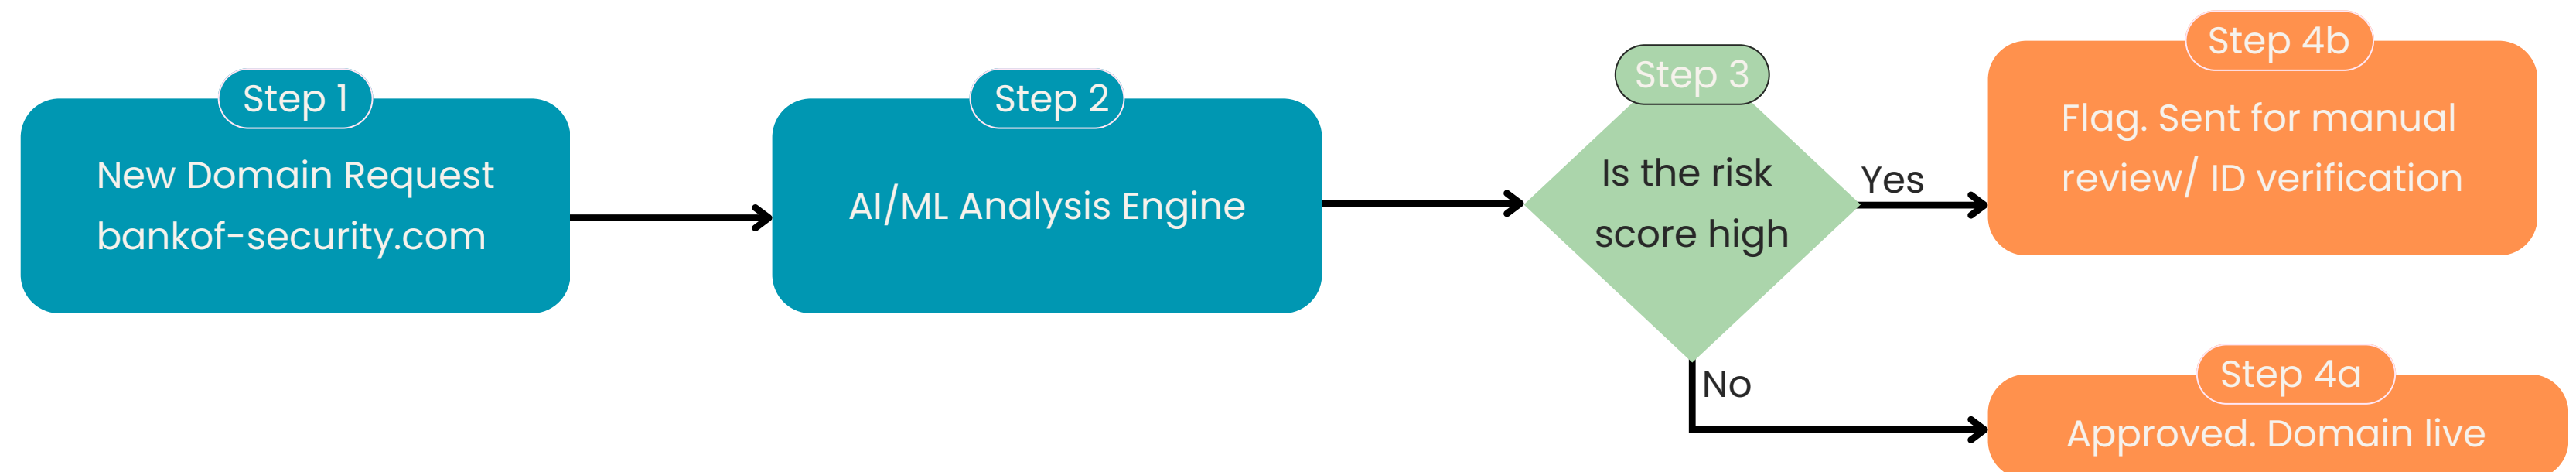 Step 1
New Domain Request
bankof-security.com
Step 2
AI/ML Analysis Engine
Step 3
Is the risk
score high
Yes
No
Step 4b
Flag. Sent for manual
review/ ID verification
Step 4a
Approved. Domain live